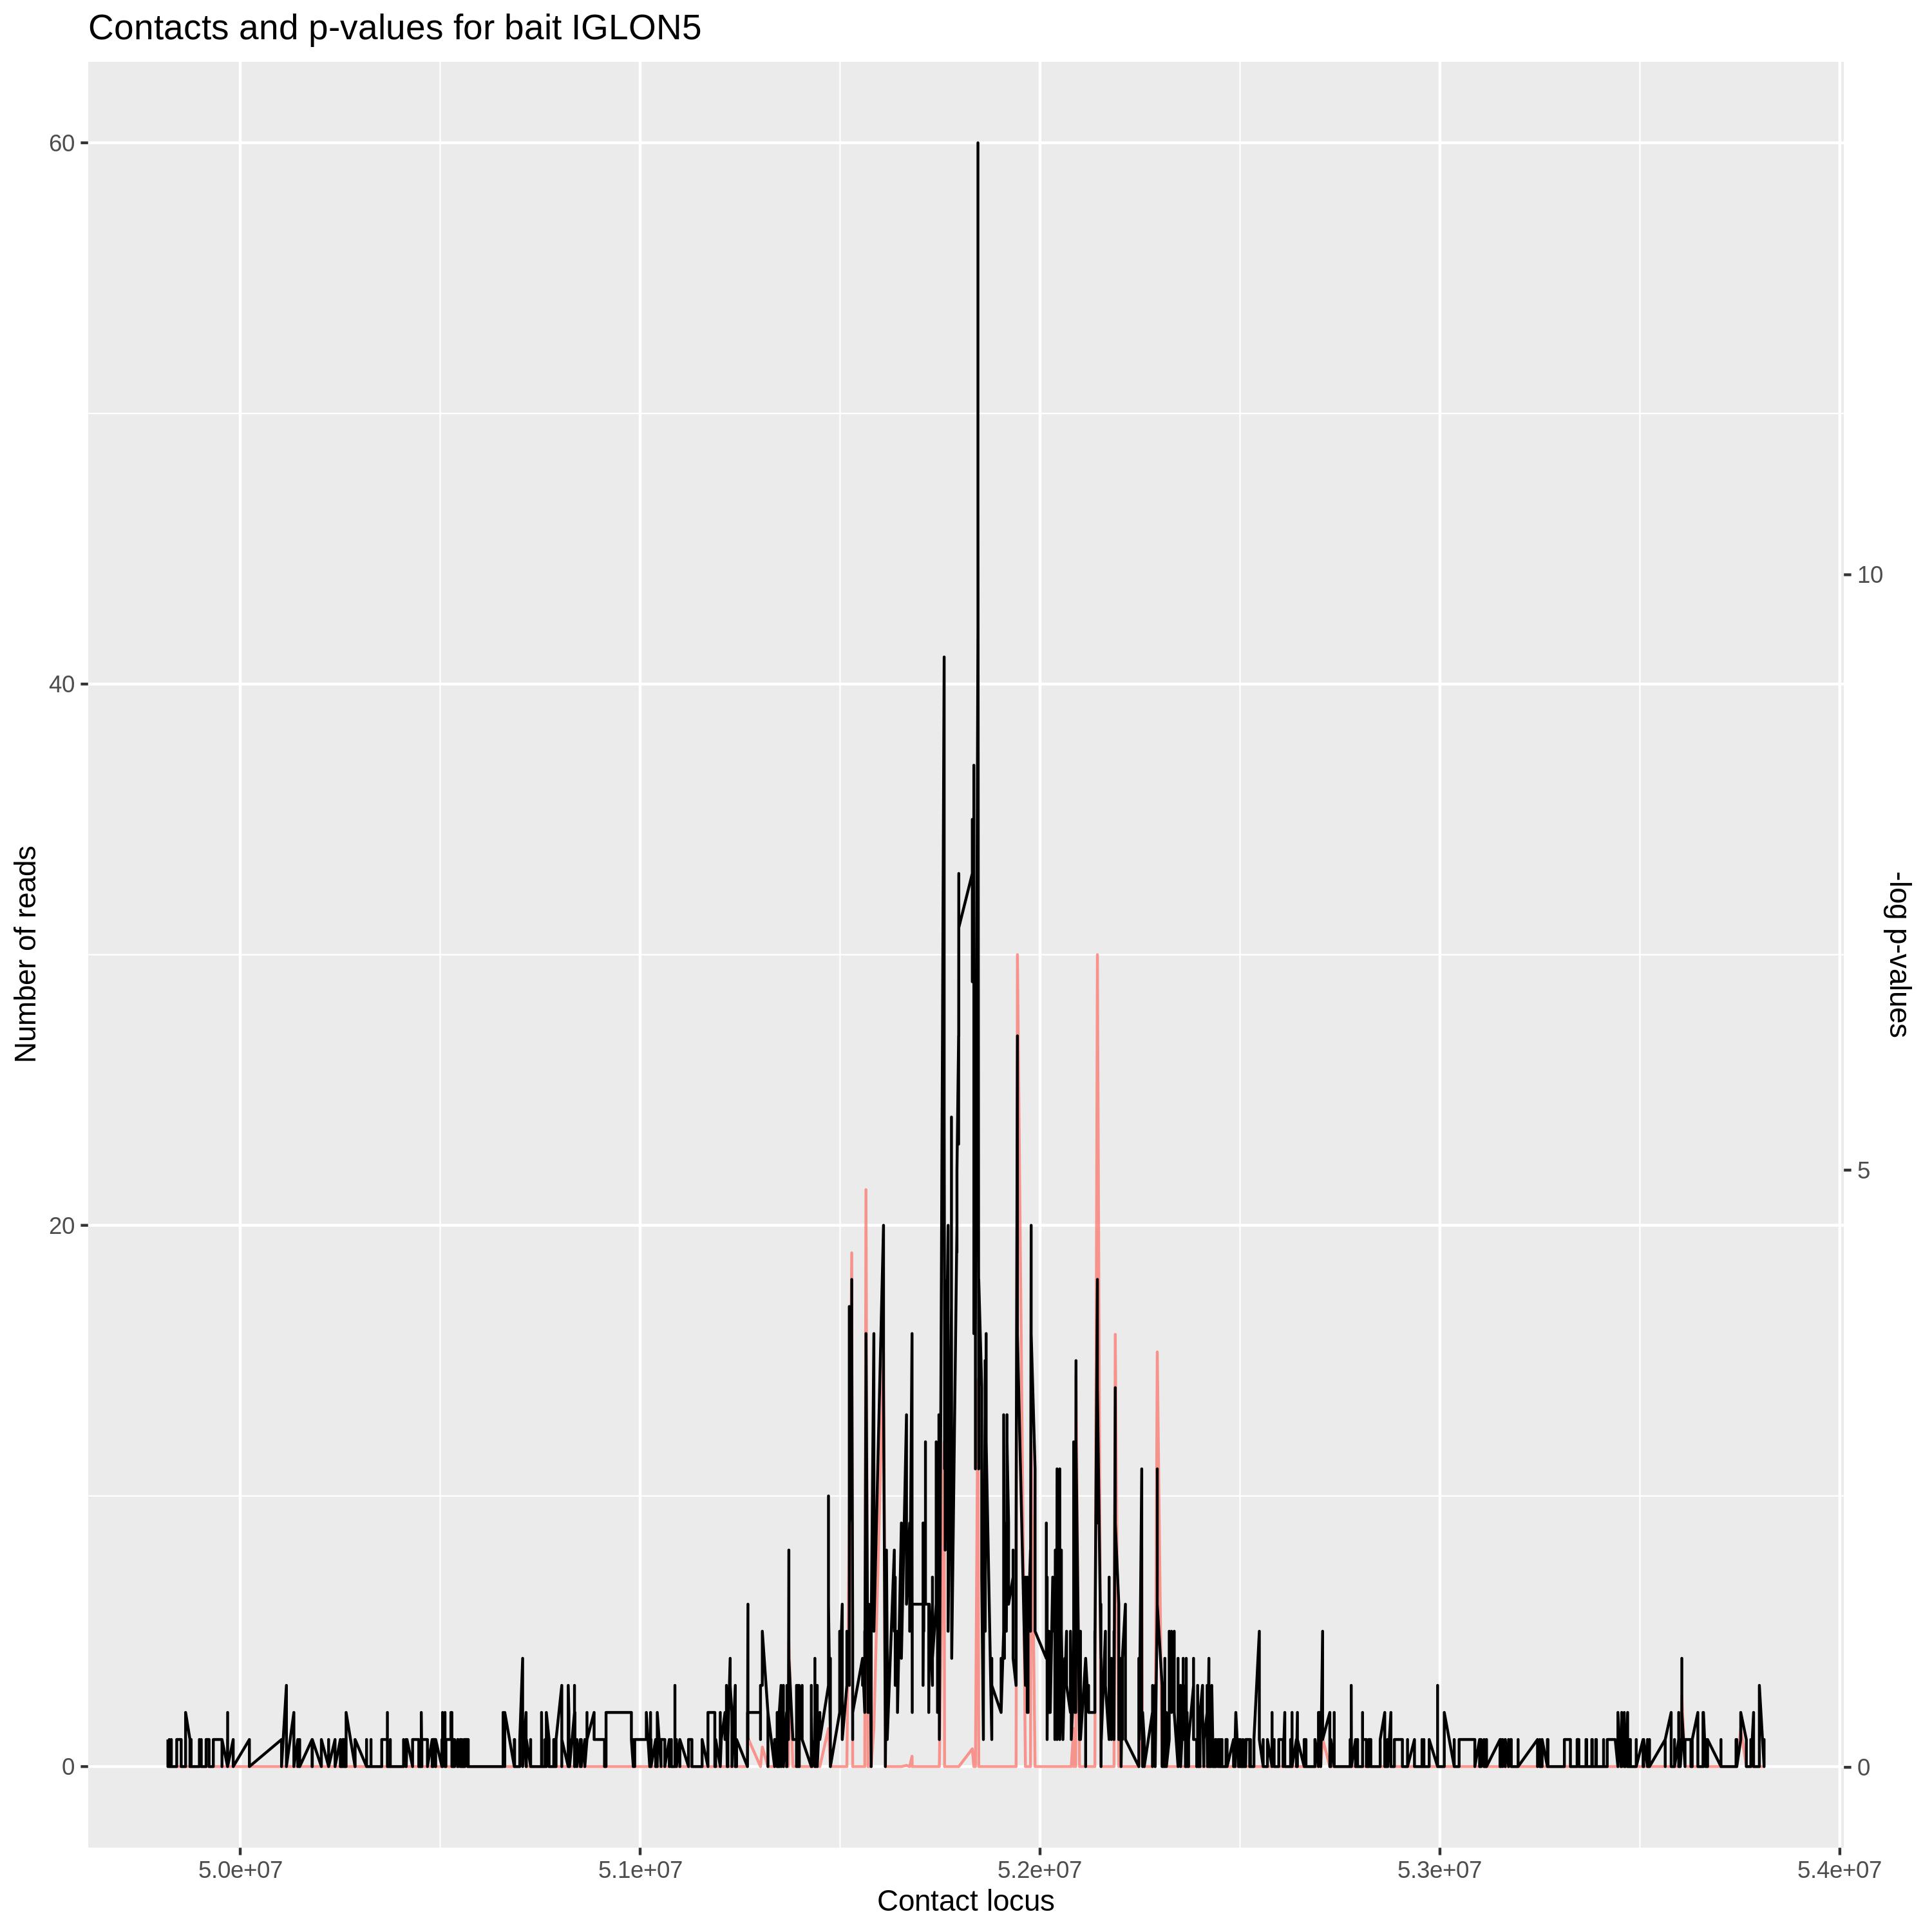 Contacts and p-values for bait IGLON5
60
40
20
0
Number of reads
10
5
0
-log p-values
5.0e+07
5.1e+07
5.2e+07
5.3e+07
5.4e+07
Contact locus